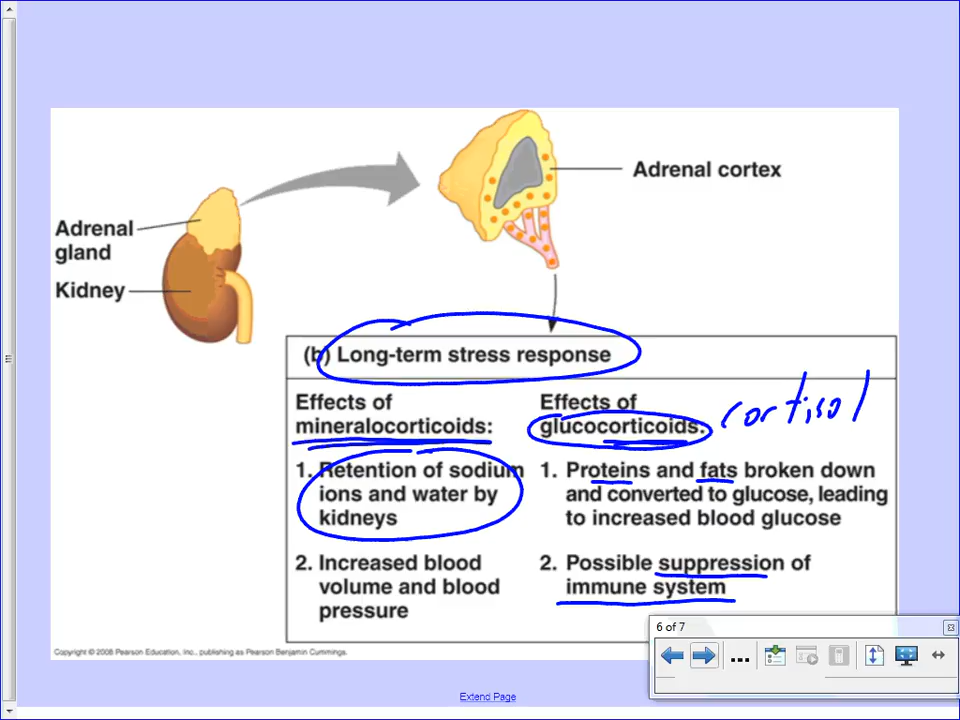 Adrenal cortex
Adrenal
gland
Kidney
(b) Long-term stress response
Effects of
mineralocorticoids:
1. Retention of sodium
ions and water by
kidneys
2. Increased blood
volume and blood
pressure
Effects of
glucocorticoids:
cortisol
1. Proteins and fats broken down
and converted to glucose, leading
to increased blood glucose
2. Possible suppression of
immune system
Copyright © 2008 Pearson Education, Inc., publishing as Pearson Benjamin Cummings.
6 of 7
Extend Page